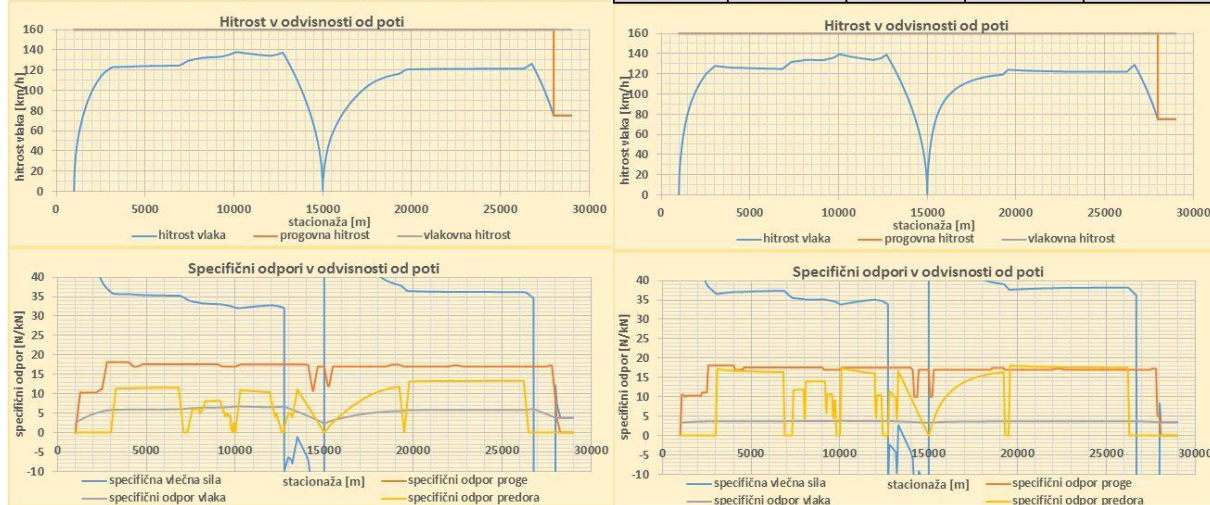 Hitrost v odvisnosti od poti
hitrost vlaka [km/h]
160
140
120
100
80
60
40
20
0
0 5000 10000 15000 20000 25000 30000
stacionaža [m]
hitrost vlaka progovna hitrost vlakovna hitrost
Hitrost v odvisnosti od poti
hitrost vlaka [km/h]
160
140
120
100
80
60
40
20
0
0 5000 10000 15000 20000 25000 30000
stacionaža [m]
hitrost vlaka progovna hitrost vlakovna hitrost
Specifični odpori v odvisnosti od poti
specifični odpor [N/kN]
40
35
30
25
20
15
10
5
0
-5
-10
0 5000 10000 15000 20000 25000 30000
stacionaža [m]
specifična vlečna sila specifični odpor proge
specifični odpor vlaka specifični odpor predora
Specifični odpori v odvisnosti od poti
specifični odpor [N/kN]
40
35
30
25
20
15
10
5
0
-5
-10
0 5000 10000 15000 20000 25000 30000
stacionaža [m]
specifična vlečna sila specifični odpor proge
specifični odpor vlaka specifični odpor predora